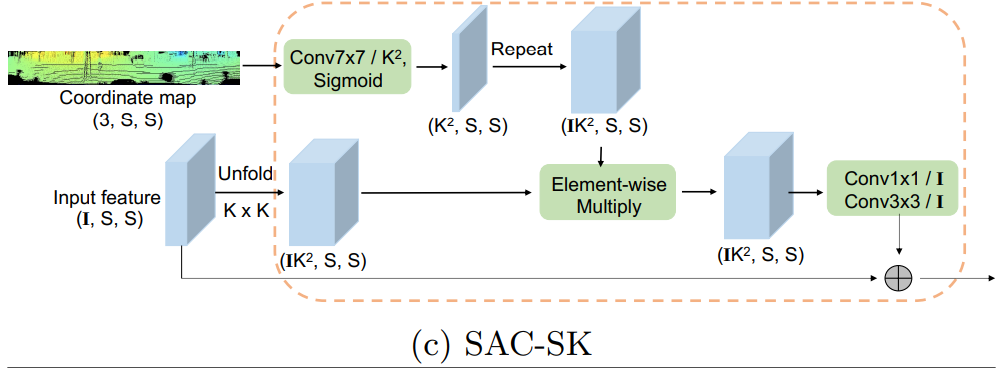 Conv7x7 / K²,
Sigmoid
Repeat
Coordinate map
(3, S, S)
(K², S, S)
(IK², S, S)
Input feature
(I, S, S)
Unfold
K x K
(IK², S, S)
Element-wise
Multiply
(IK², S, S)
Conv1x1 / I
Conv3x3 / I
(c) SAC-SK